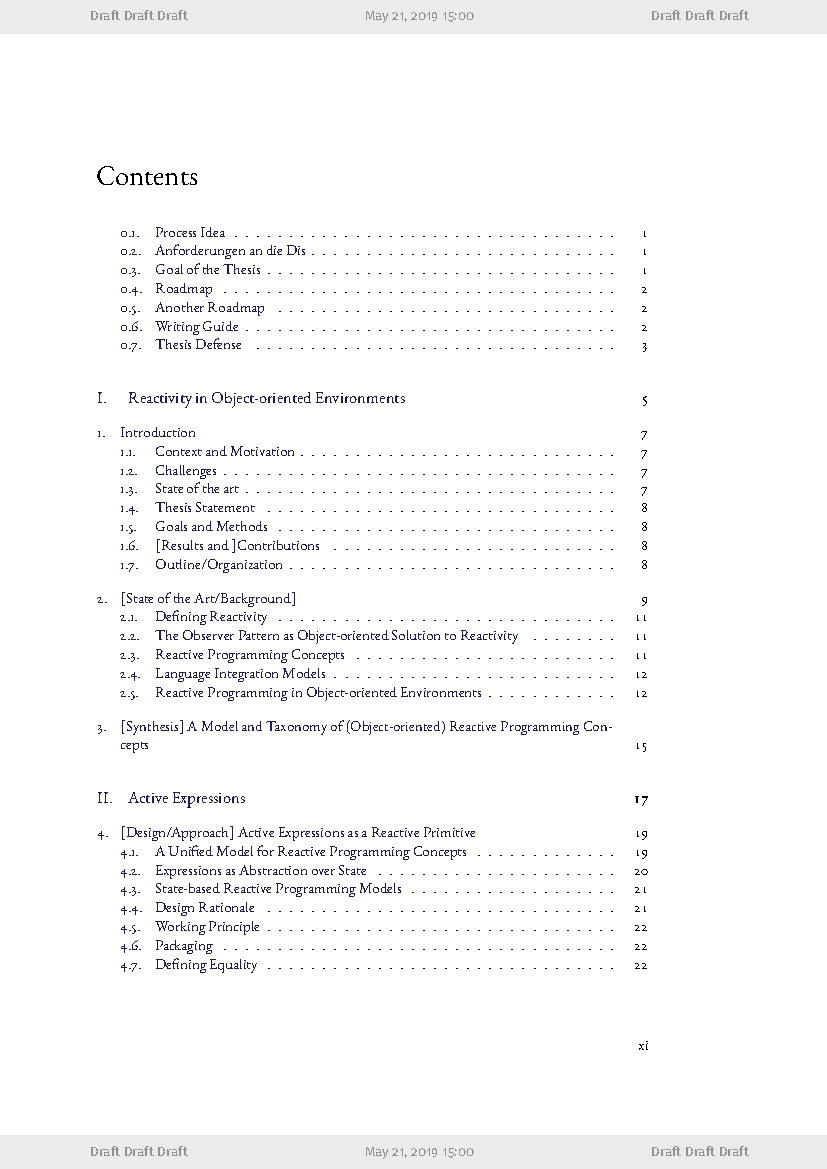 Draft Draft Draft May 21, 2019 15:00 Draft Draft Draft
Contents
0.1. Process Idea . . . . . . . . . . . . . . . . . . . . . . . . . . . . . . . . . . . 1
0.2. Anforderungen an die Dis . . . . . . . . . . . . . . . . . . . . . . . . . . . . 1
0.3. Goal of the Thesis . . . . . . . . . . . . . . . . . . . . . . . . . . . . . . . . 1
0.4. Roadmap . . . . . . . . . . . . . . . . . . . . . . . . . . . . . . . . . . . . 2
0.5. Another Roadmap . . . . . . . . . . . . . . . . . . . . . . . . . . . . . . . 2
0.6. Writing Guide . . . . . . . . . . . . . . . . . . . . . . . . . . . . . . . . . . 2
0.7. Thesis Defense . . . . . . . . . . . . . . . . . . . . . . . . . . . . . . . . . 3
I. Reactivity in Object-oriented Environments 5
1. Introduction 7
1.1. Context and Motivation . . . . . . . . . . . . . . . . . . . . . . . . . . . . . 7
1.2. Challenges . . . . . . . . . . . . . . . . . . . . . . . . . . . . . . . . . . . . 7
1.3. State of the art . . . . . . . . . . . . . . . . . . . . . . . . . . . . . . . . . . 7
1.4. Thesis Statement . . . . . . . . . . . . . . . . . . . . . . . . . . . . . . . . 8
1.5. Goals and Methods . . . . . . . . . . . . . . . . . . . . . . . . . . . . . . . 8
1.6. [Results and ]Contributions . . . . . . . . . . . . . . . . . . . . . . . . . . 8
1.7. Outline/Organization . . . . . . . . . . . . . . . . . . . . . . . . . . . . . . 8
2. [State of the Art/Background] 9
2.1. Defining Reactivity . . . . . . . . . . . . . . . . . . . . . . . . . . . . . . . 11
2.2. The Observer Pattern as Object-oriented Solution to Reactivity . . . . . . . . 11
2.3. Reactive Programming Concepts . . . . . . . . . . . . . . . . . . . . . . . . 11
2.4. Language Integration Models . . . . . . . . . . . . . . . . . . . . . . . . . . 12
2.5. Reactive Programming in Object-oriented Environments . . . . . . . . . . . . 12
3. [Synthesis] A Model and Taxonomy of (Object-oriented) Reactive Programming Con-
cepts 15
II. Active Expressions 17
4. [Design/Approach] Active Expressions as a Reactive Primitive 19
4.1. A Unified Model for Reactive Programming Concepts . . . . . . . . . . . . . 19
4.2. Expressions as Abstraction over State . . . . . . . . . . . . . . . . . . . . . . 20
4.3. State-based Reactive Programming Models . . . . . . . . . . . . . . . . . . . 21
4.4. Design Rationale . . . . . . . . . . . . . . . . . . . . . . . . . . . . . . . . 21
4.5. Working Principle . . . . . . . . . . . . . . . . . . . . . . . . . . . . . . . . 22
4.6. Packaging . . . . . . . . . . . . . . . . . . . . . . . . . . . . . . . . . . . . 22
4.7. Defining Equality . . . . . . . . . . . . . . . . . . . . . . . . . . . . . . . . 22
xi
Draft Draft Draft May 21, 2019 15:00 Draft Draft Draft